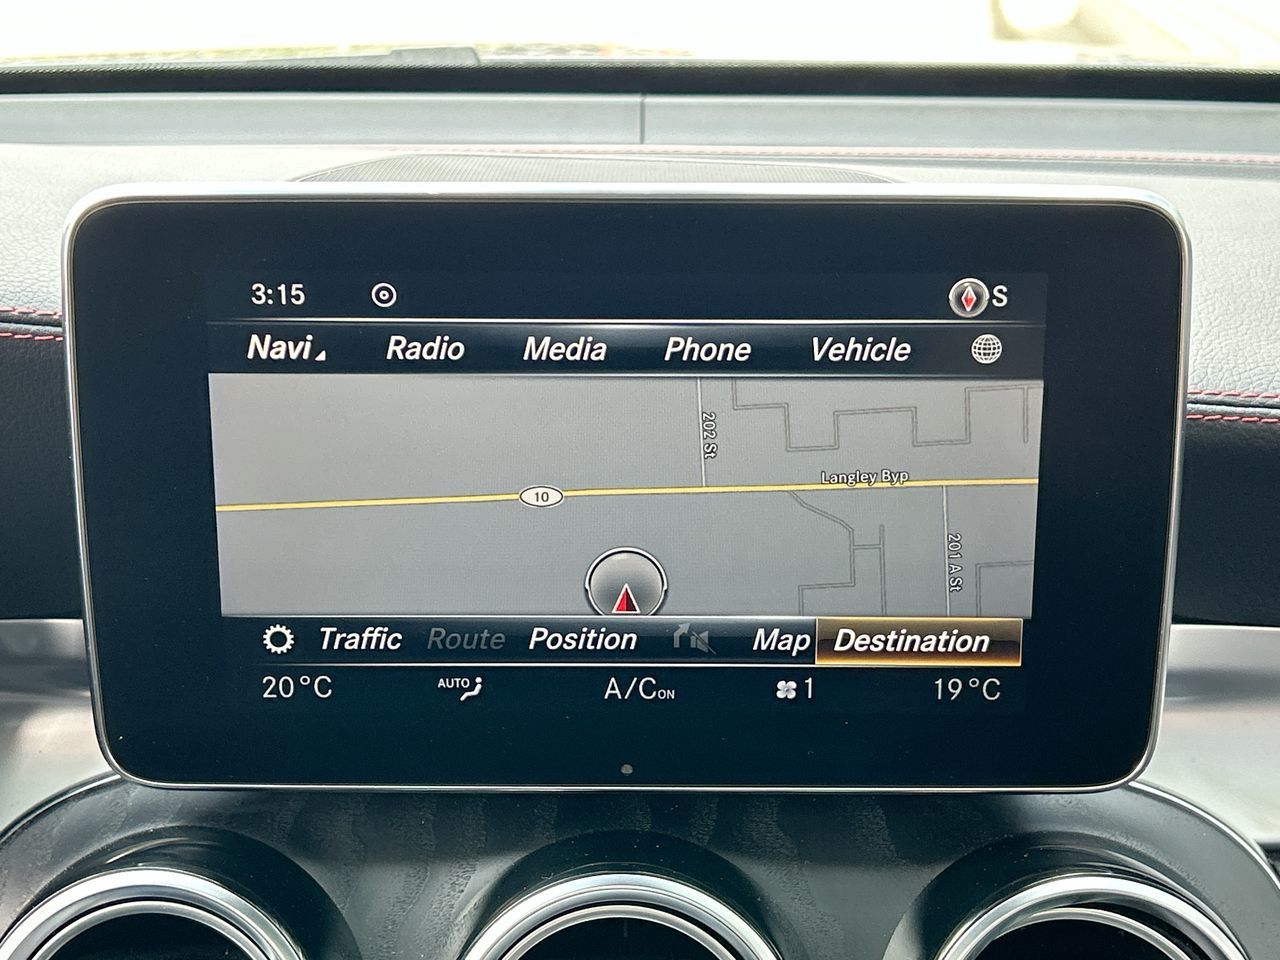 3:15 S
Navi Radio Media Phone Vehicle
202 St
Langley Byp
10
201 A St
Traffic Route Position Map Destination
20°C AUTO A/C ON 1 19°C